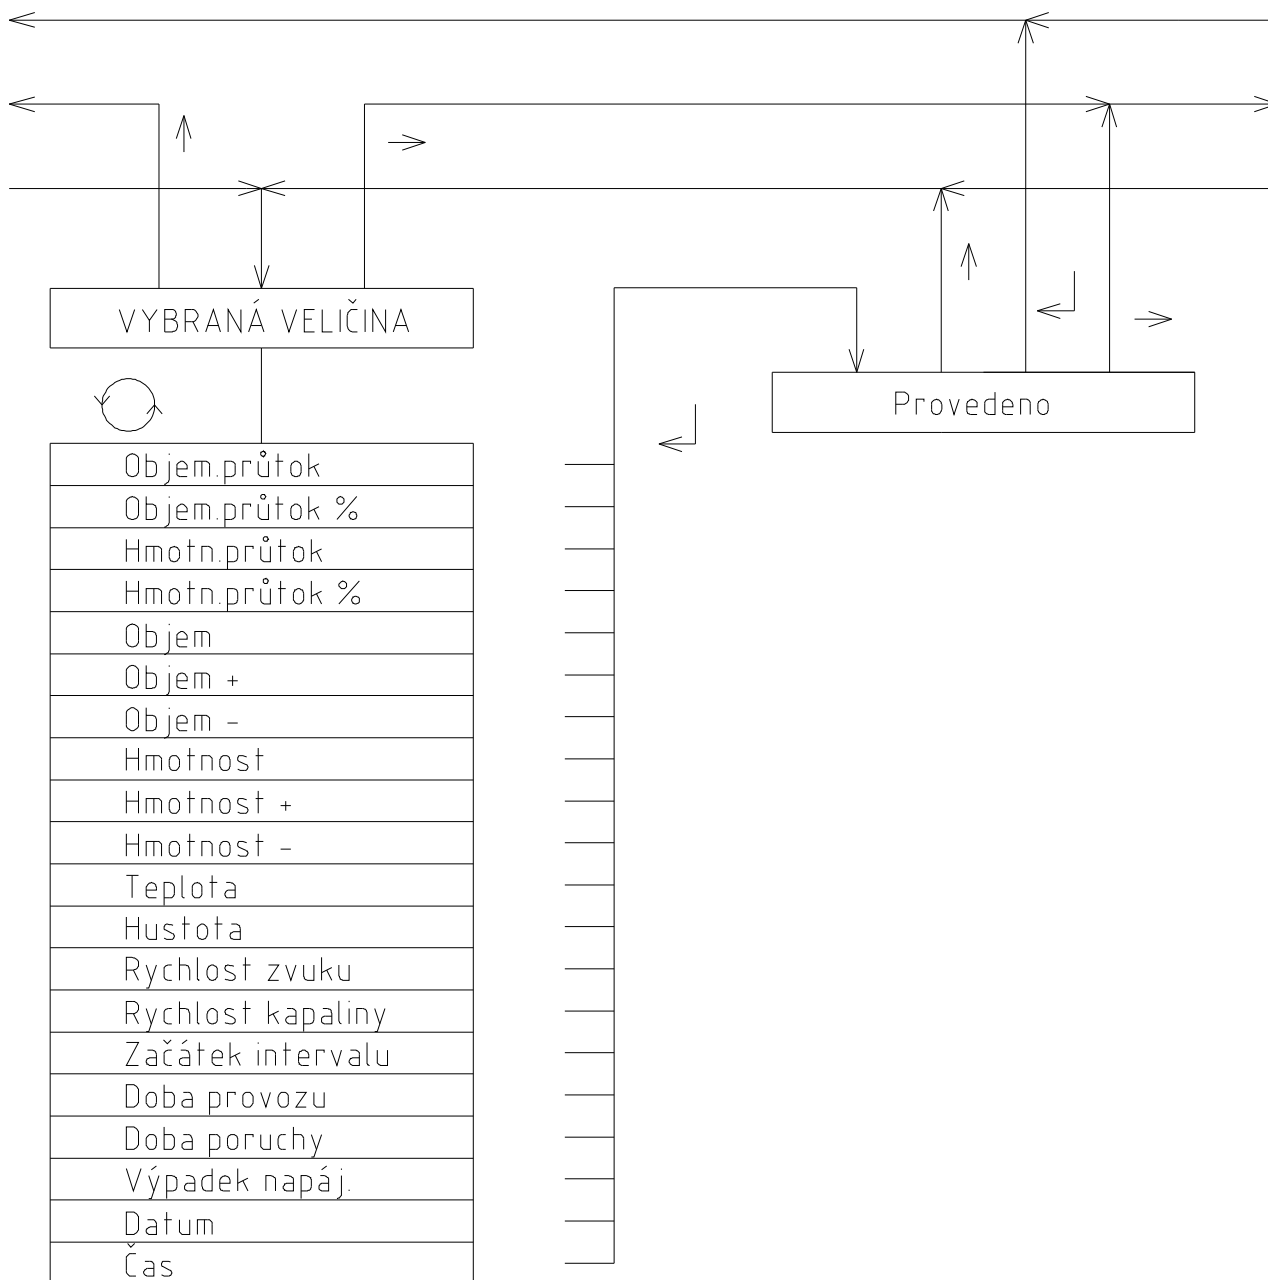 VYBRANÁ VELIČINA
Provedeno
Objem.průtok
Objem.průtok %
Hmotn.průtok
Hmotn.průtok %
Objem
Objem +
Objem -
Hmotnost
Hmotnost +
Hmotnost -
Teplota
Hustota
Rychlost zvuku
Rychlost kapaliny
Začátek intervalu
Doba provozu
Doba poruchy
Výpadek napáj.
Datum
Čas